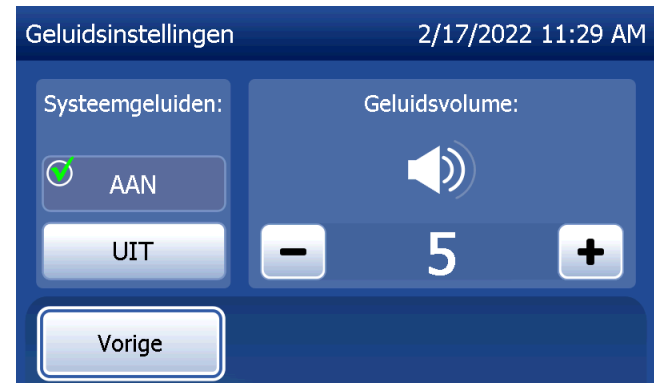 Geluidsinstellingen 2/17/2022 11:29 AM
Systeemgeluiden:
Geluidsvolume:
AAN
UIT
5
Vorige